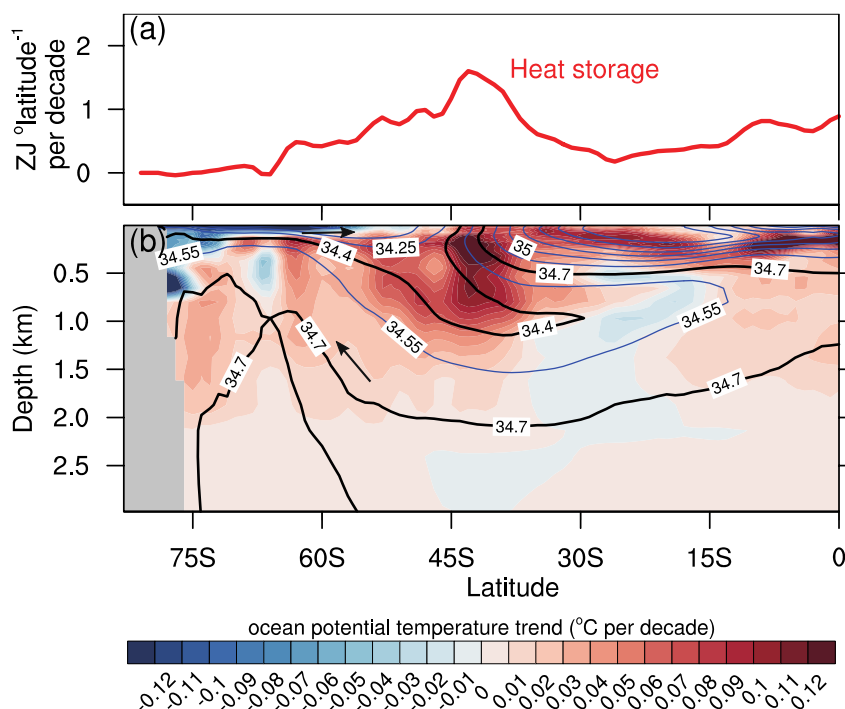 (a)
ZJ °latitude⁻¹
per decade
2
1
0
Heat storage
(b)
Depth (km)
0.5
1.0
1.5
2.0
2.5
34.55
34.4
34.25
35
34.7
34.7
34.4
34.55
34.7
34.7
34.7
34.7
75S 60S 45S 30S 15S 0
Latitude
ocean potential temperature trend (°C per decade)
-0.12 -0.11 -0.1 -0.09 -0.08 -0.07 -0.06 -0.05 -0.04 -0.03 -0.02 -0.01 0 0.01 0.02 0.03 0.04 0.05 0.06 0.07 0.08 0.09 0.1 0.11 0.12